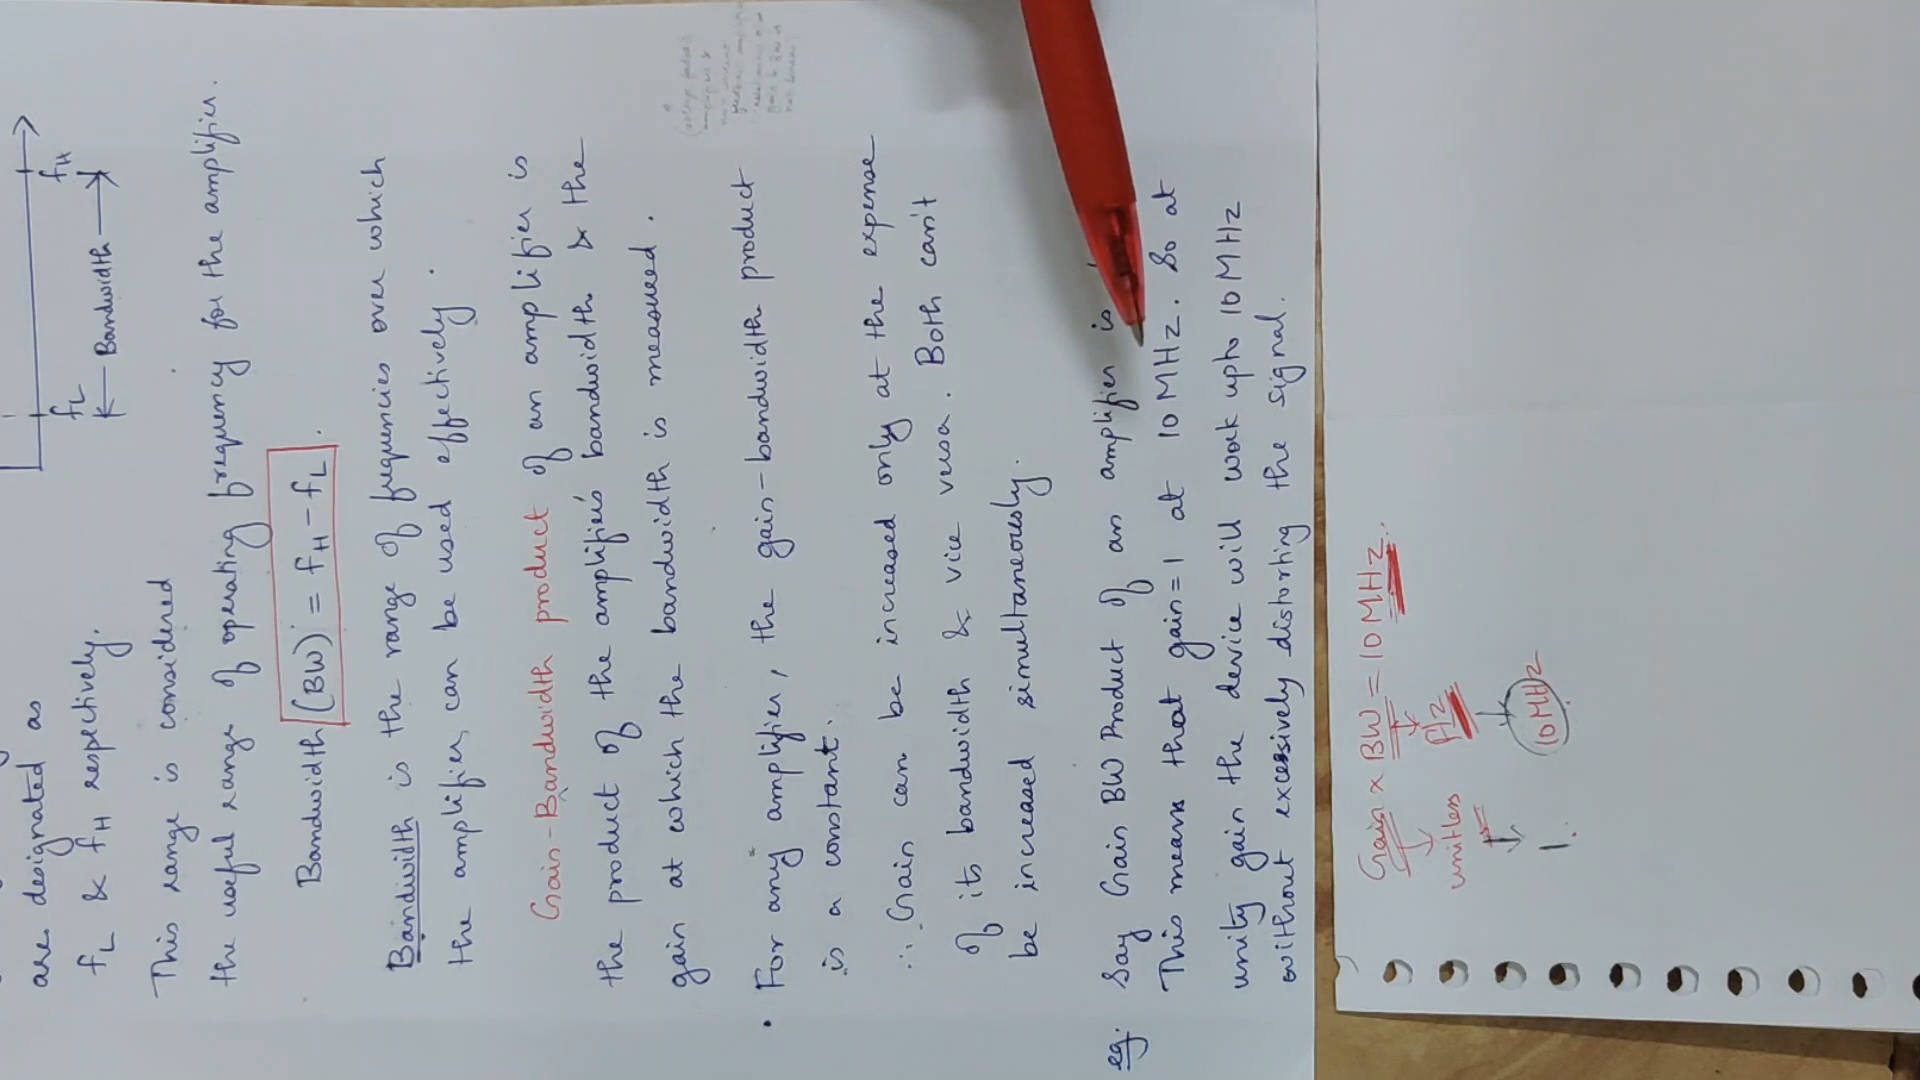 are designated as
fL & fH respectively.
fL fH
Bandwidth
This range is considered
the useful range of operating frequency for the amplifier.
Bandwidth (BW) = fH - fL.
Bandwidth is the range of frequencies over which
the amplifier can be used effectively.
Gain-Bandwidth product of an amplifier is
the product of the amplifier's bandwidth & the
gain at which the bandwidth is measured.
• For any amplifier, the gain-bandwidth product
is a constant.
∴ Gain can be increased only at the expense
of its bandwidth & vice versa. Both can't
be increased simultaneously.
eg. Say Gain BW Product of an amplifier is
This means that gain = 1 at 10 MHz. So at
unity gain the device will work upto 10 MHz
without excessively distorting the signal.
Gain x BW = 10 MHz.
unitless Hz
1. 10 MHz